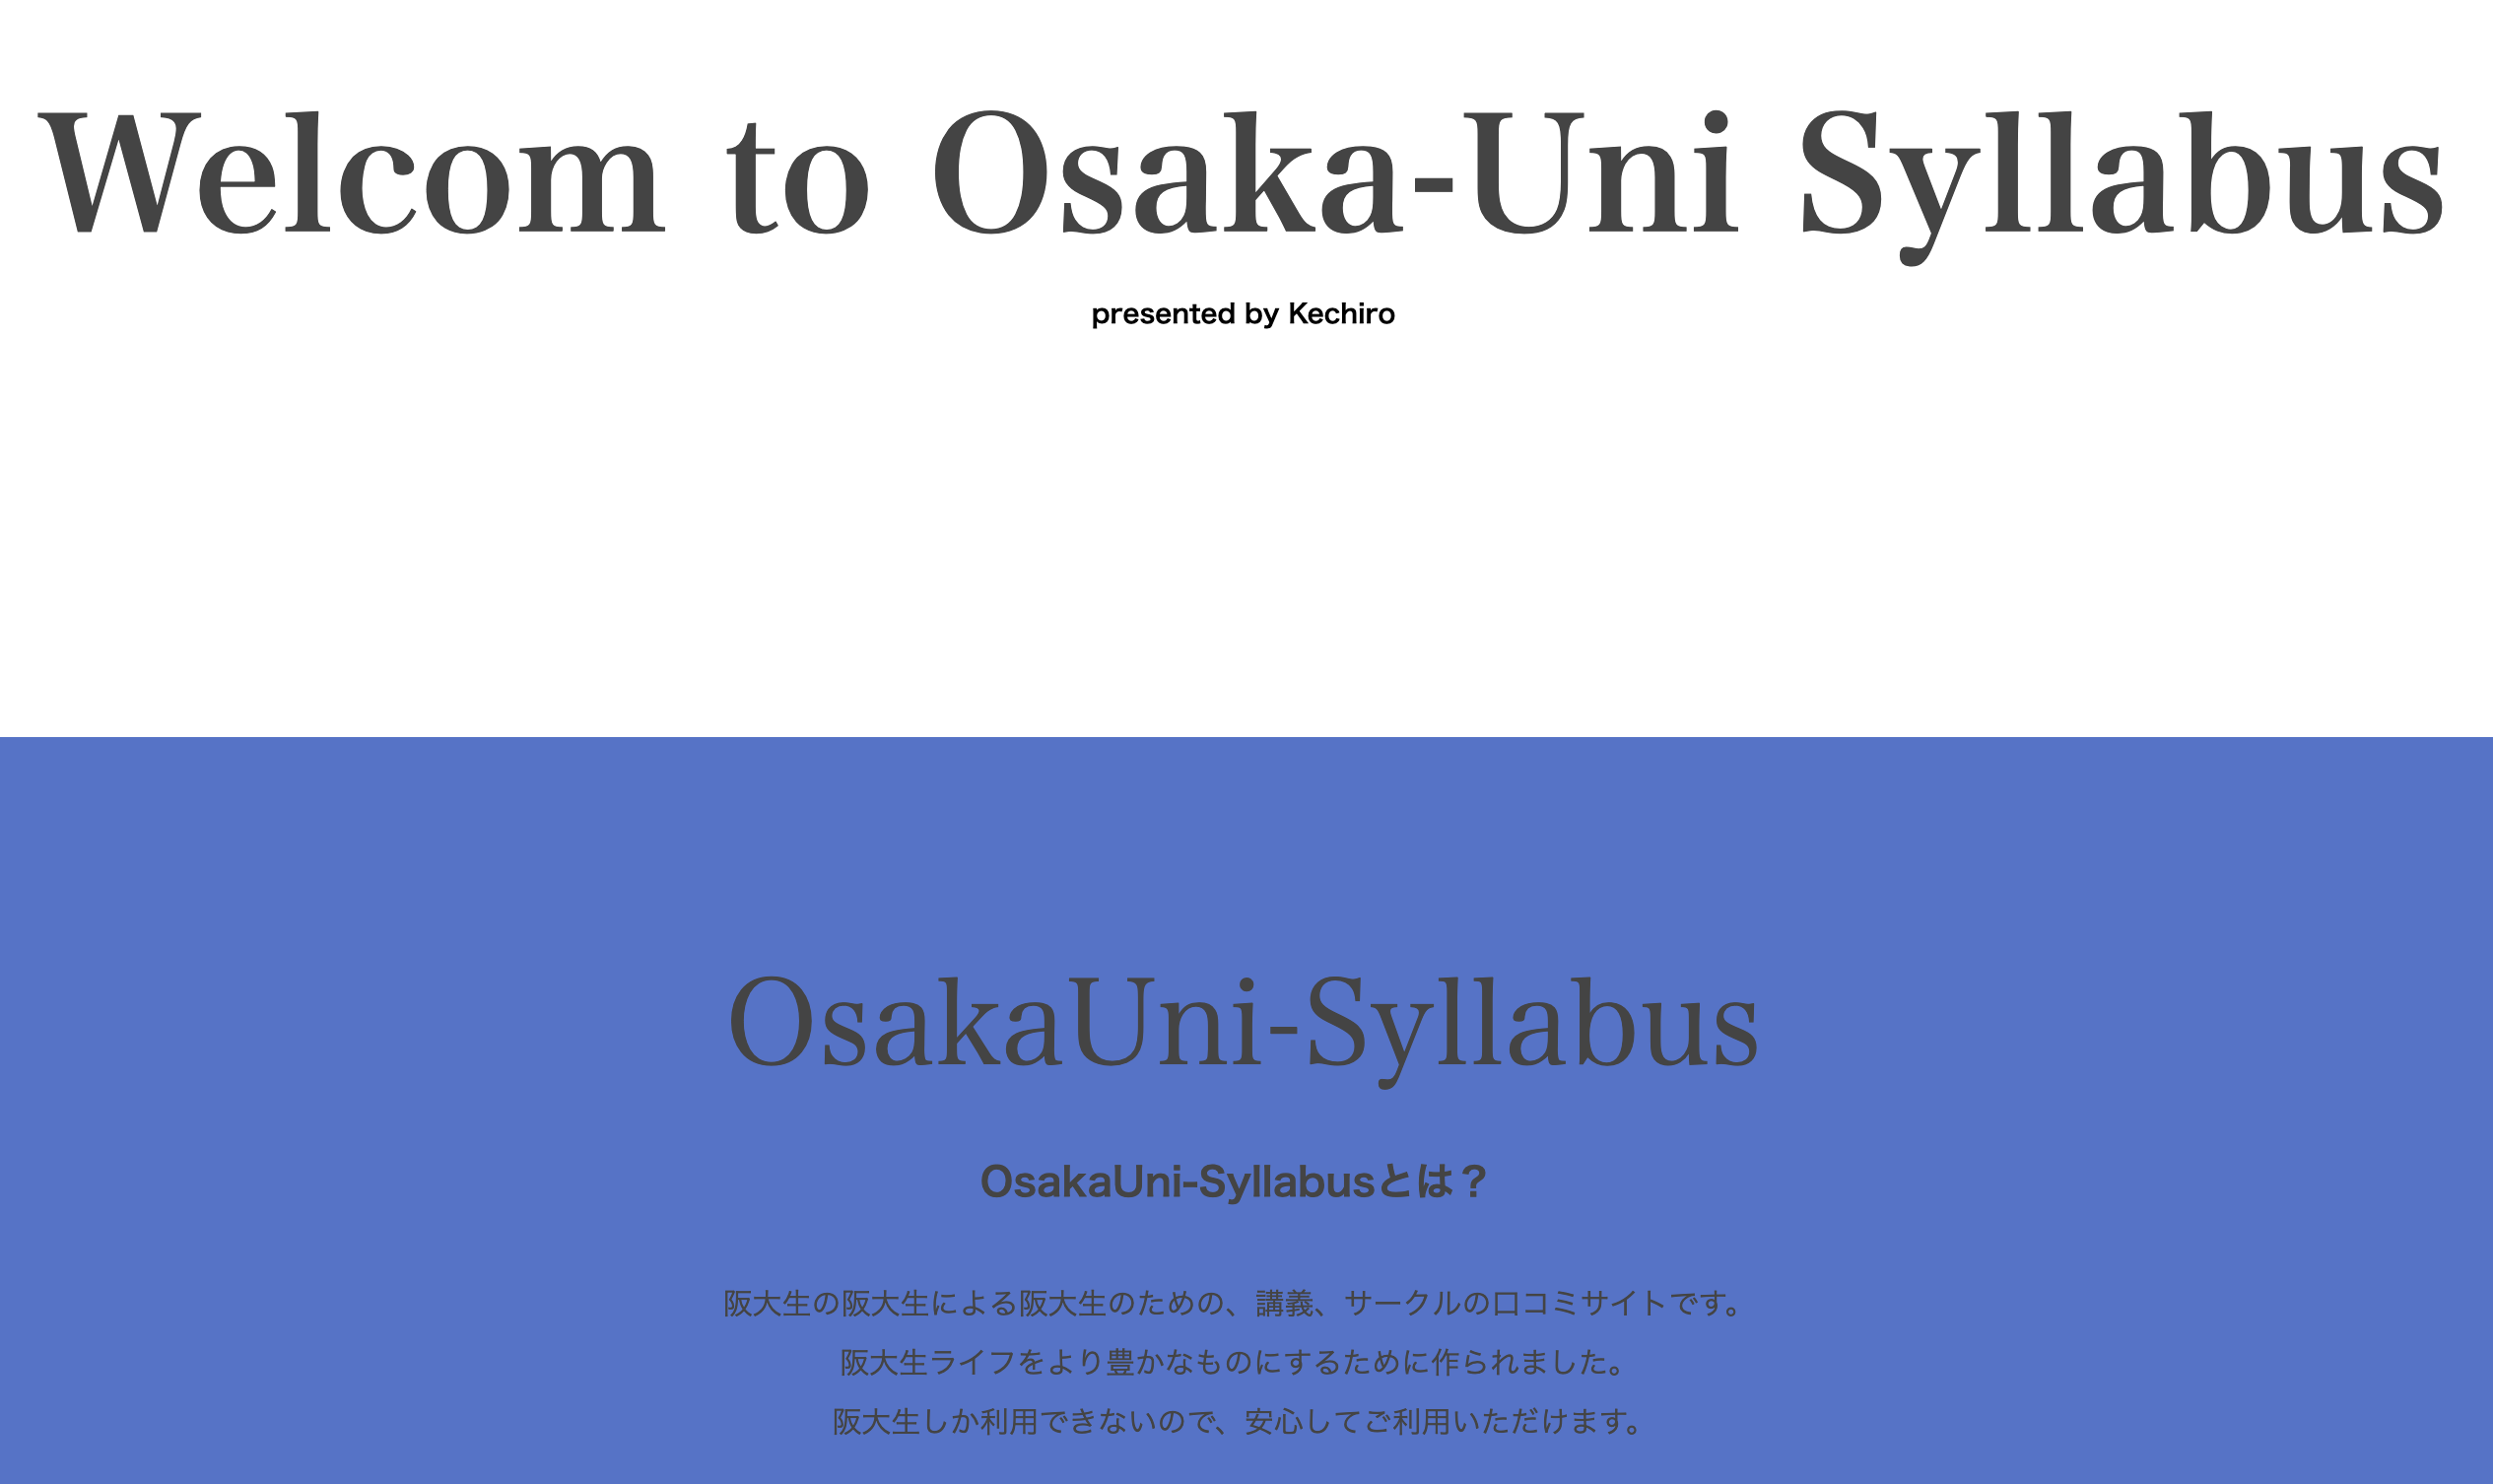 Welcom to Osaka-Uni Syllabus
presented by Kechiro
OsakaUni-Syllabus
OsakaUni-Syllabusとは？
阪大生の阪大生による阪大生のための、講義、サークルの口コミサイトです。
阪大生ライフをより豊かなものにするために作られました。
阪大生しか利用できないので、安心してご利用いただけます。